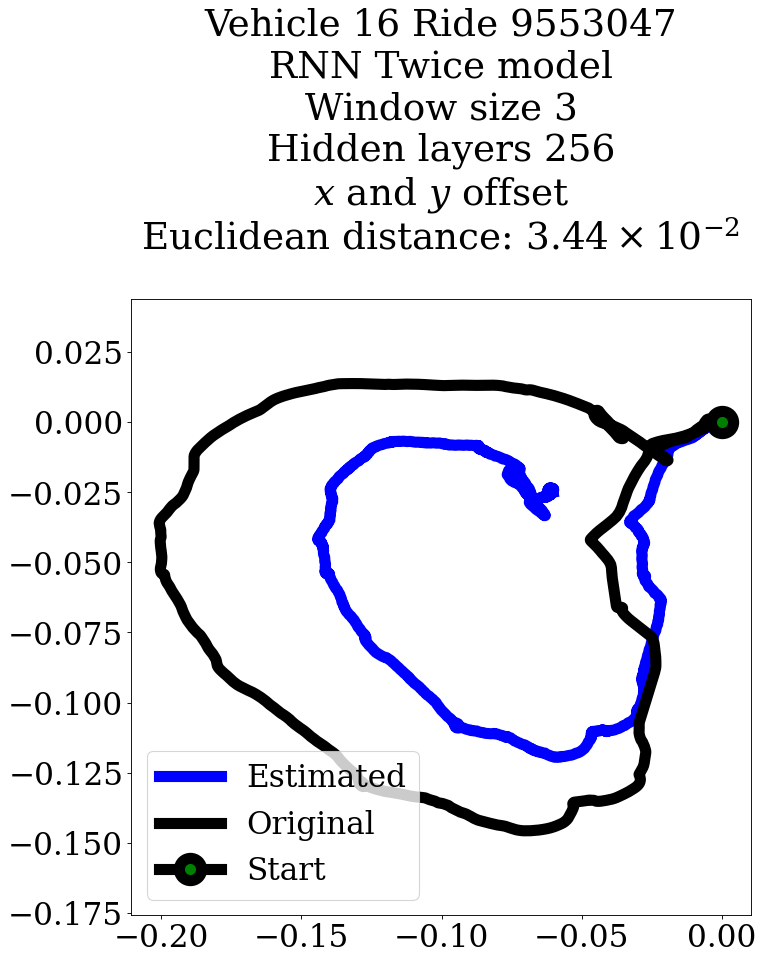 Vehicle 16 Ride 9553047
RNN Twice model
Window size 3
Hidden layers 256
x and y offset
Euclidean distance: 3.44 × 10⁻²
0.025
0.000
−0.025
−0.050
−0.075
−0.100
−0.125
−0.150
−0.175
Estimated
Original
Start
−0.20 −0.15 −0.10 −0.05 0.00